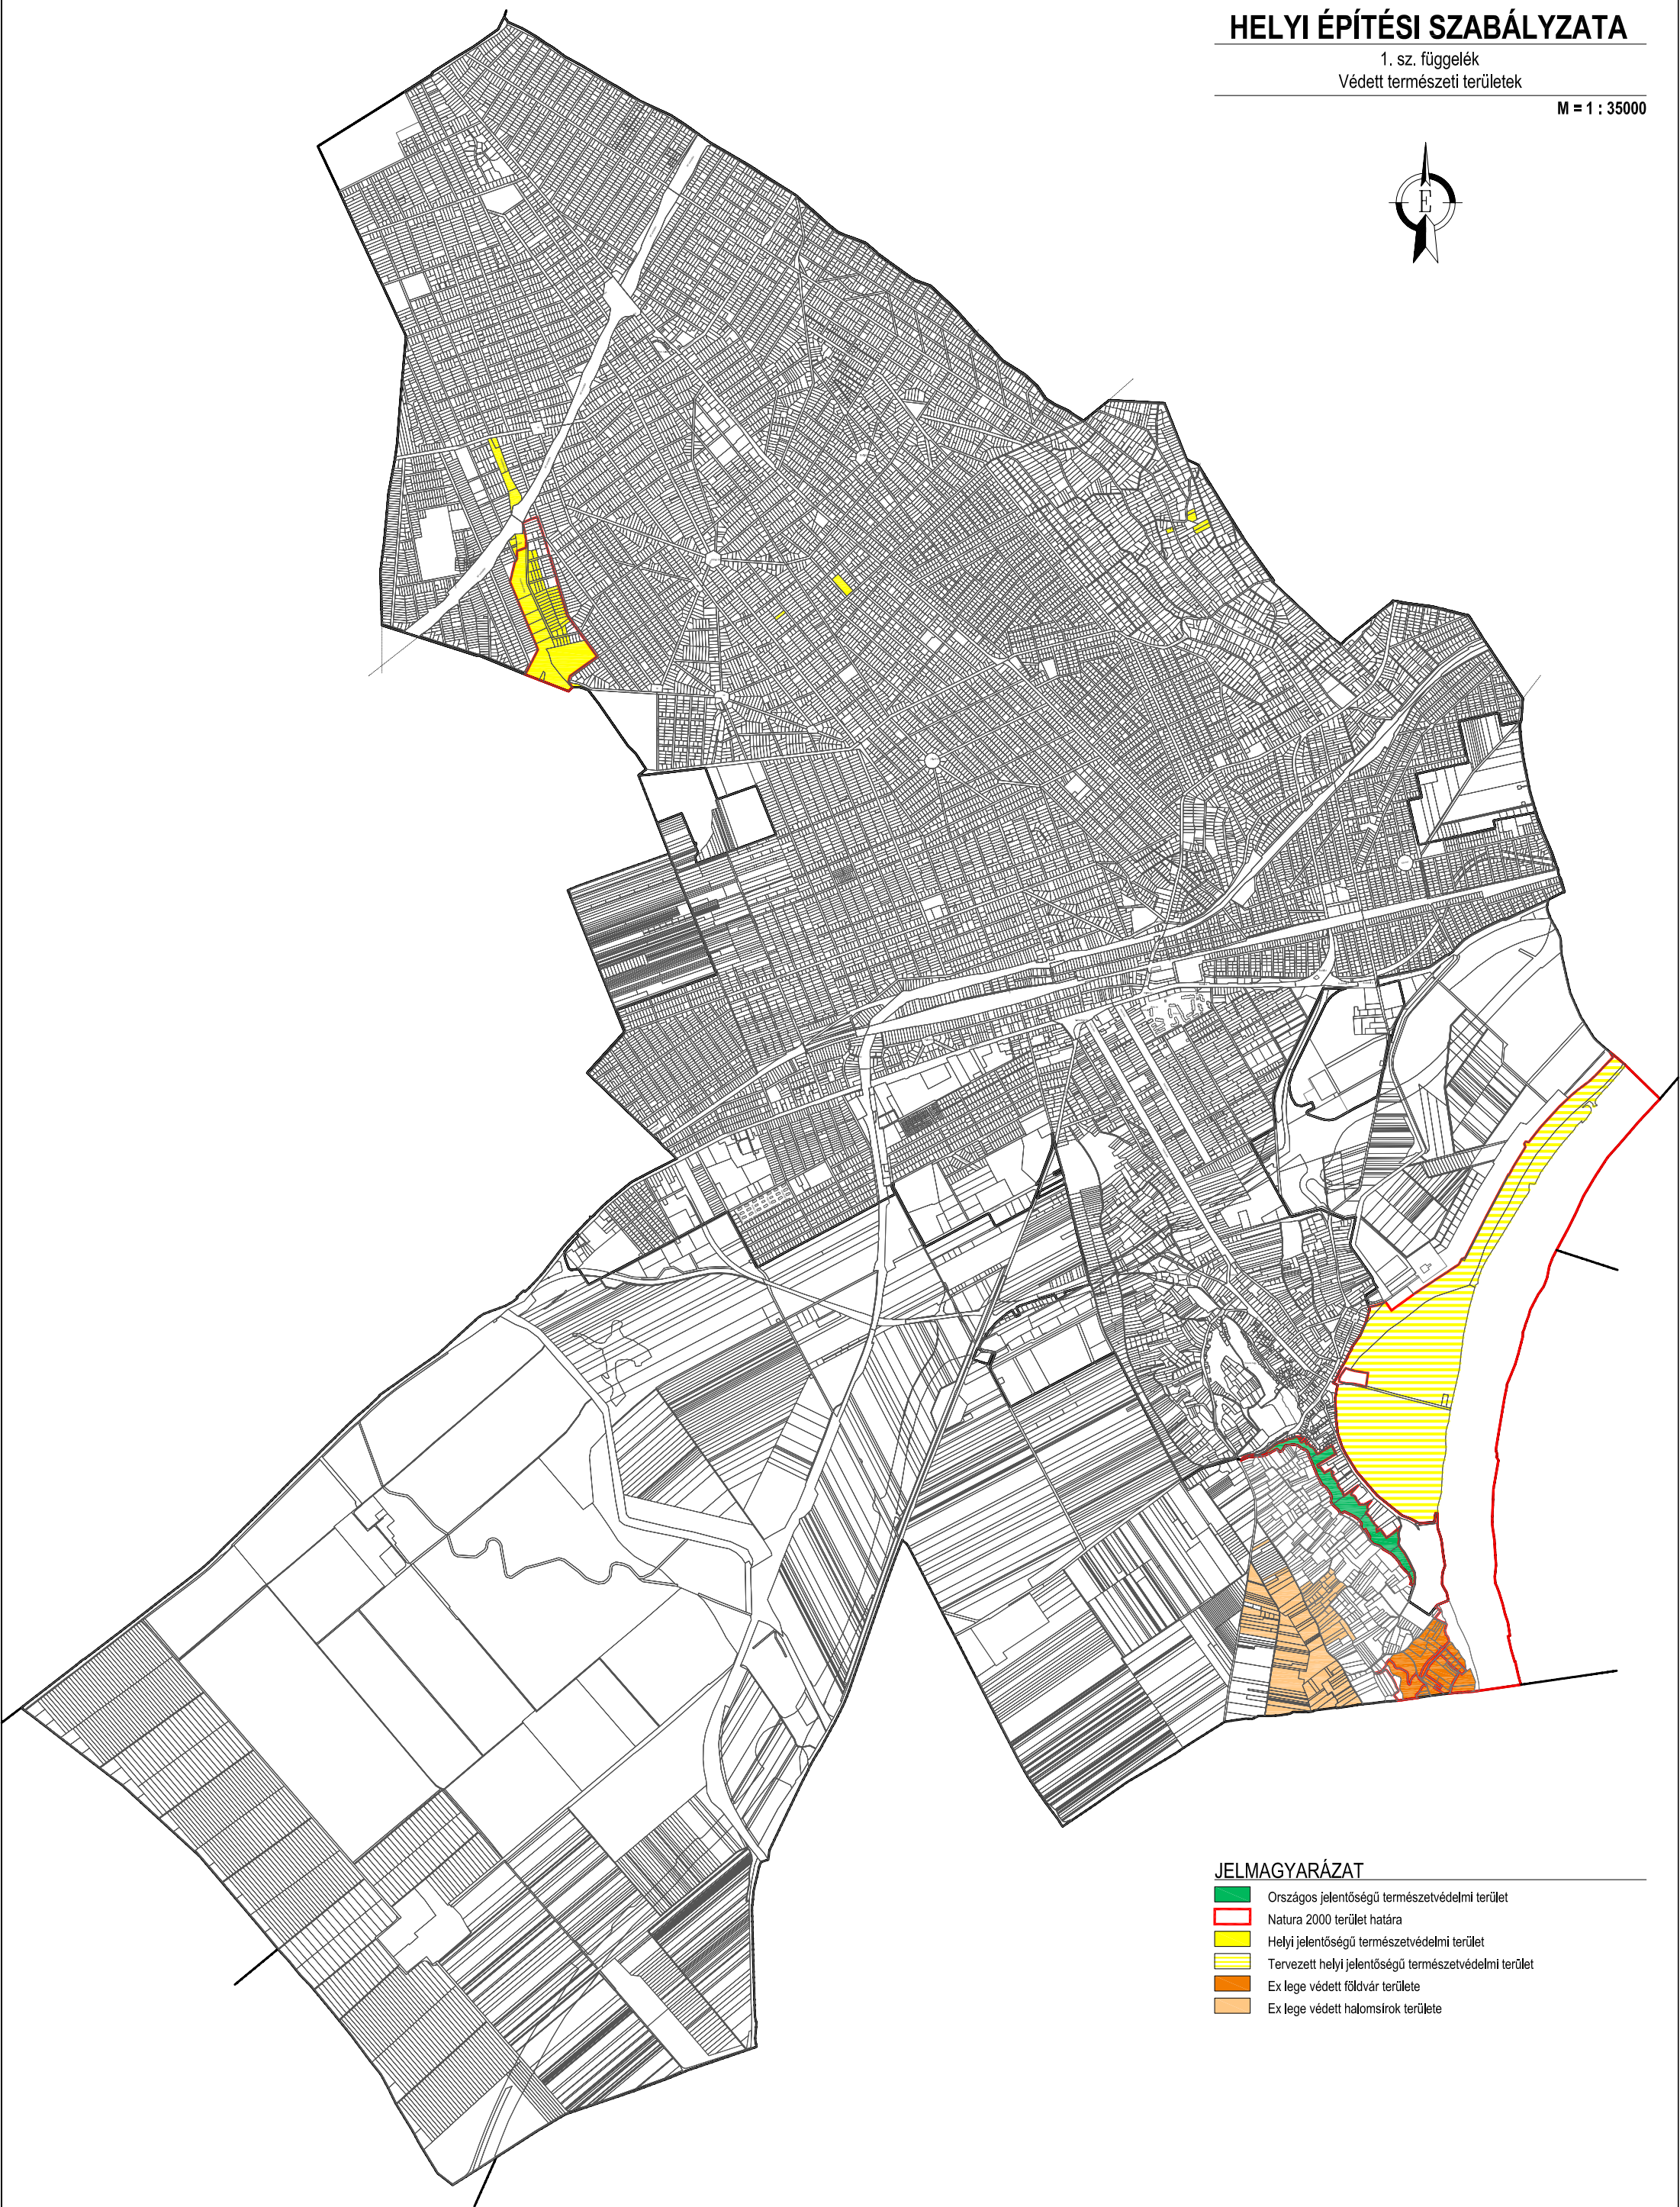 HELYI ÉPÍTÉSI SZABÁLYZATA
1. sz. függelék
Védett természeti területek
M = 1 : 35000
É
JELMAGYARÁZAT
Országos jelentőségű természetvédelmi terület
Natura 2000 terület határa
Helyi jelentőségű természetvédelmi terület
Tervezett helyi jelentőségű természetvédelmi terület
Ex lege védett földvár területe
Ex lege védett halomsírok területe